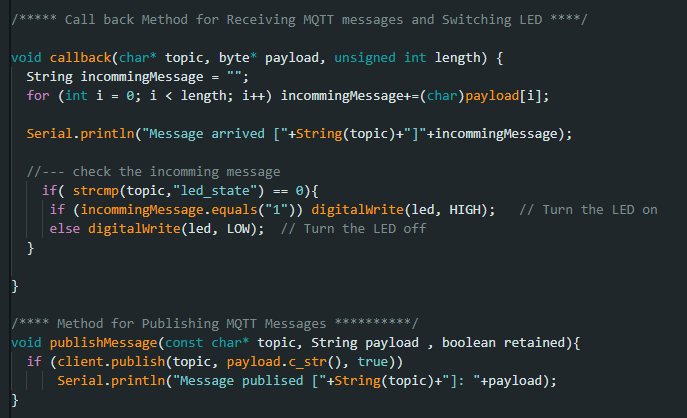 /***** Call back Method for Receiving MQTT messages and Switching LED ****/
void callback(char* topic, byte* payload, unsigned int length) {
String incommingMessage = "";
for (int i = 0; i < length; i++) incommingMessage+=(char)payload[i];
Serial.println("Message arrived ["+String(topic)+"]"+incommingMessage);
//--- check the incomming message
if( strcmp(topic,"led_state") == 0){
if (incommingMessage.equals("1")) digitalWrite(led, HIGH);   // Turn the LED on
else digitalWrite(led, LOW);  // Turn the LED off
}
}
/**** Method for Publishing MQTT Messages **********/
void publishMessage(const char* topic, String payload , boolean retained){
if (client.publish(topic, payload.c_str(), true))
Serial.println("Message publised ["+String(topic)+"]: "+payload);
}